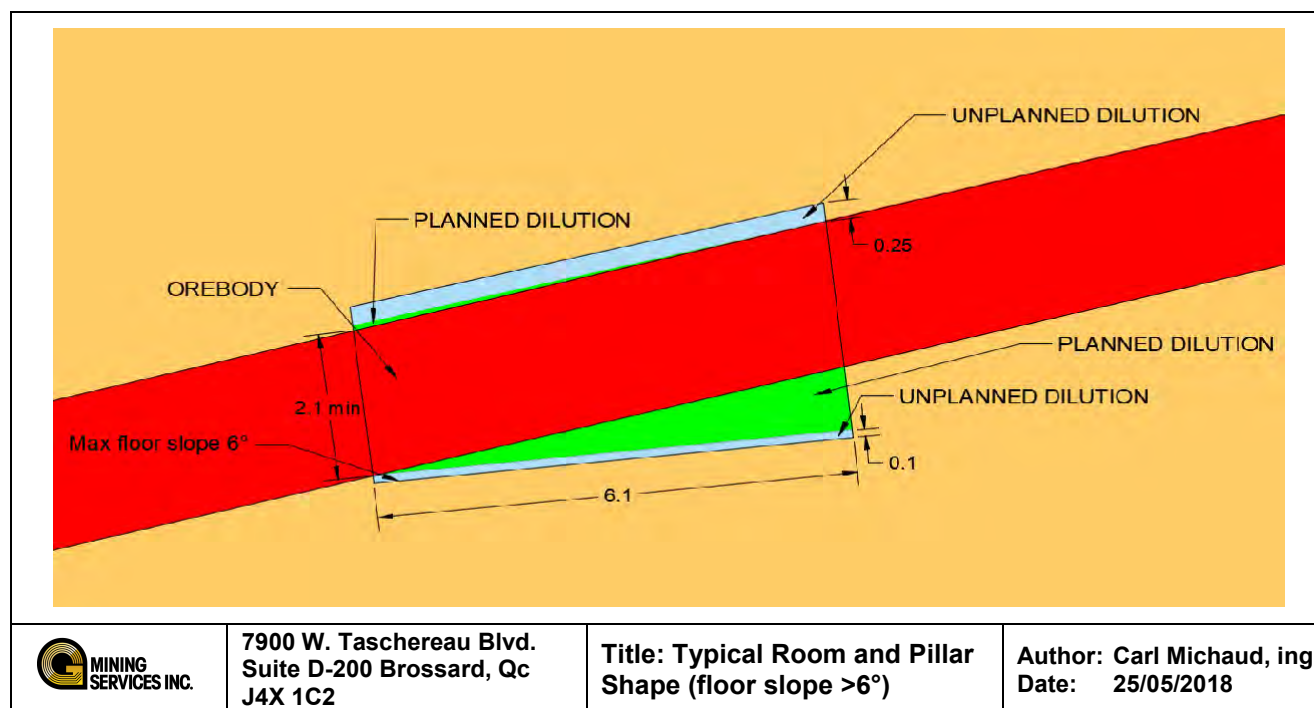 UNPLANNED DILUTION
PLANNED DILUTION
0.25
OREBODY
PLANNED DILUTION
UNPLANNED DILUTION
2.1 min
Max floor slope 6°
0.1
6.1
G MINING
SERVICES INC.
7900 W. Taschereau Blvd.
Suite D-200 Brossard, Qc
J4X 1C2
Title: Typical Room and Pillar
Shape (floor slope >6°)
Author: Carl Michaud, ing
Date: 25/05/2018